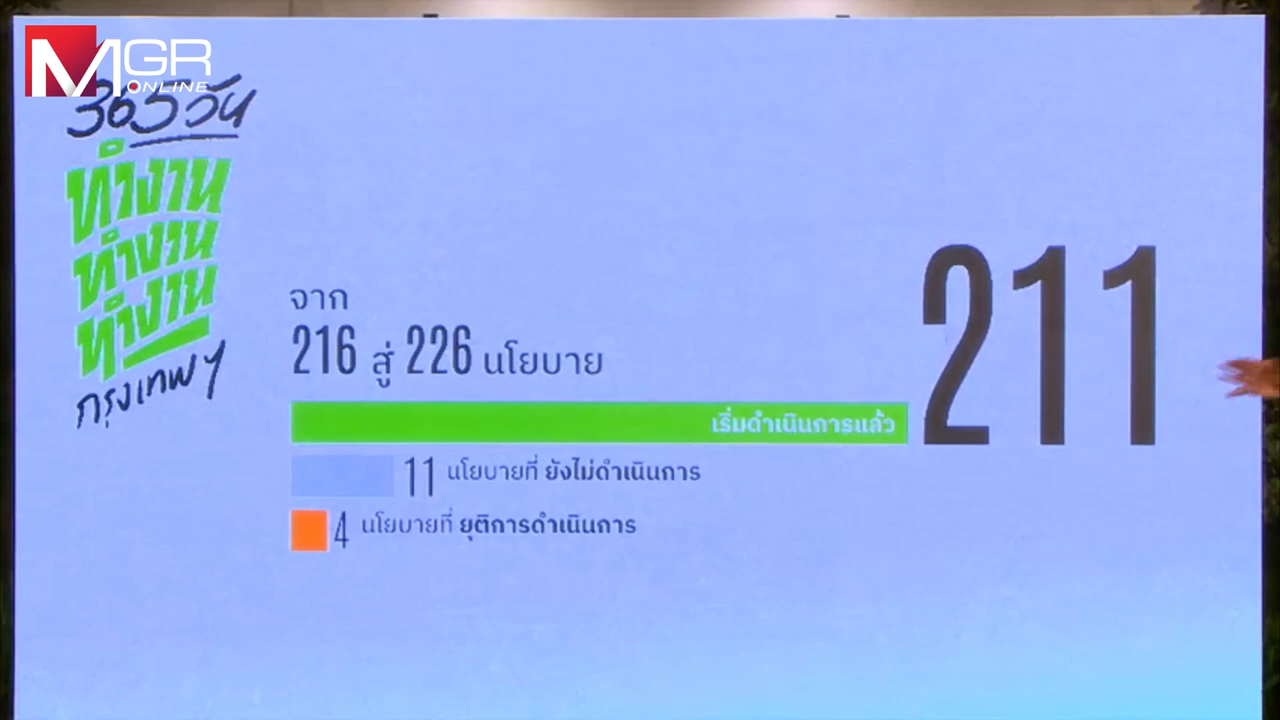 MGR
ONLINE
365 วัน
ทำงาน
ทำงาน
ทำงาน
กรุงเทพฯ
จาก
216 สู่ 226 นโยบาย
เริ่มดำเนินการแล้ว 211
11 นโยบายที่ ยังไม่ดำเนินการ
4 นโยบายที่ ยุติการดำเนินการ